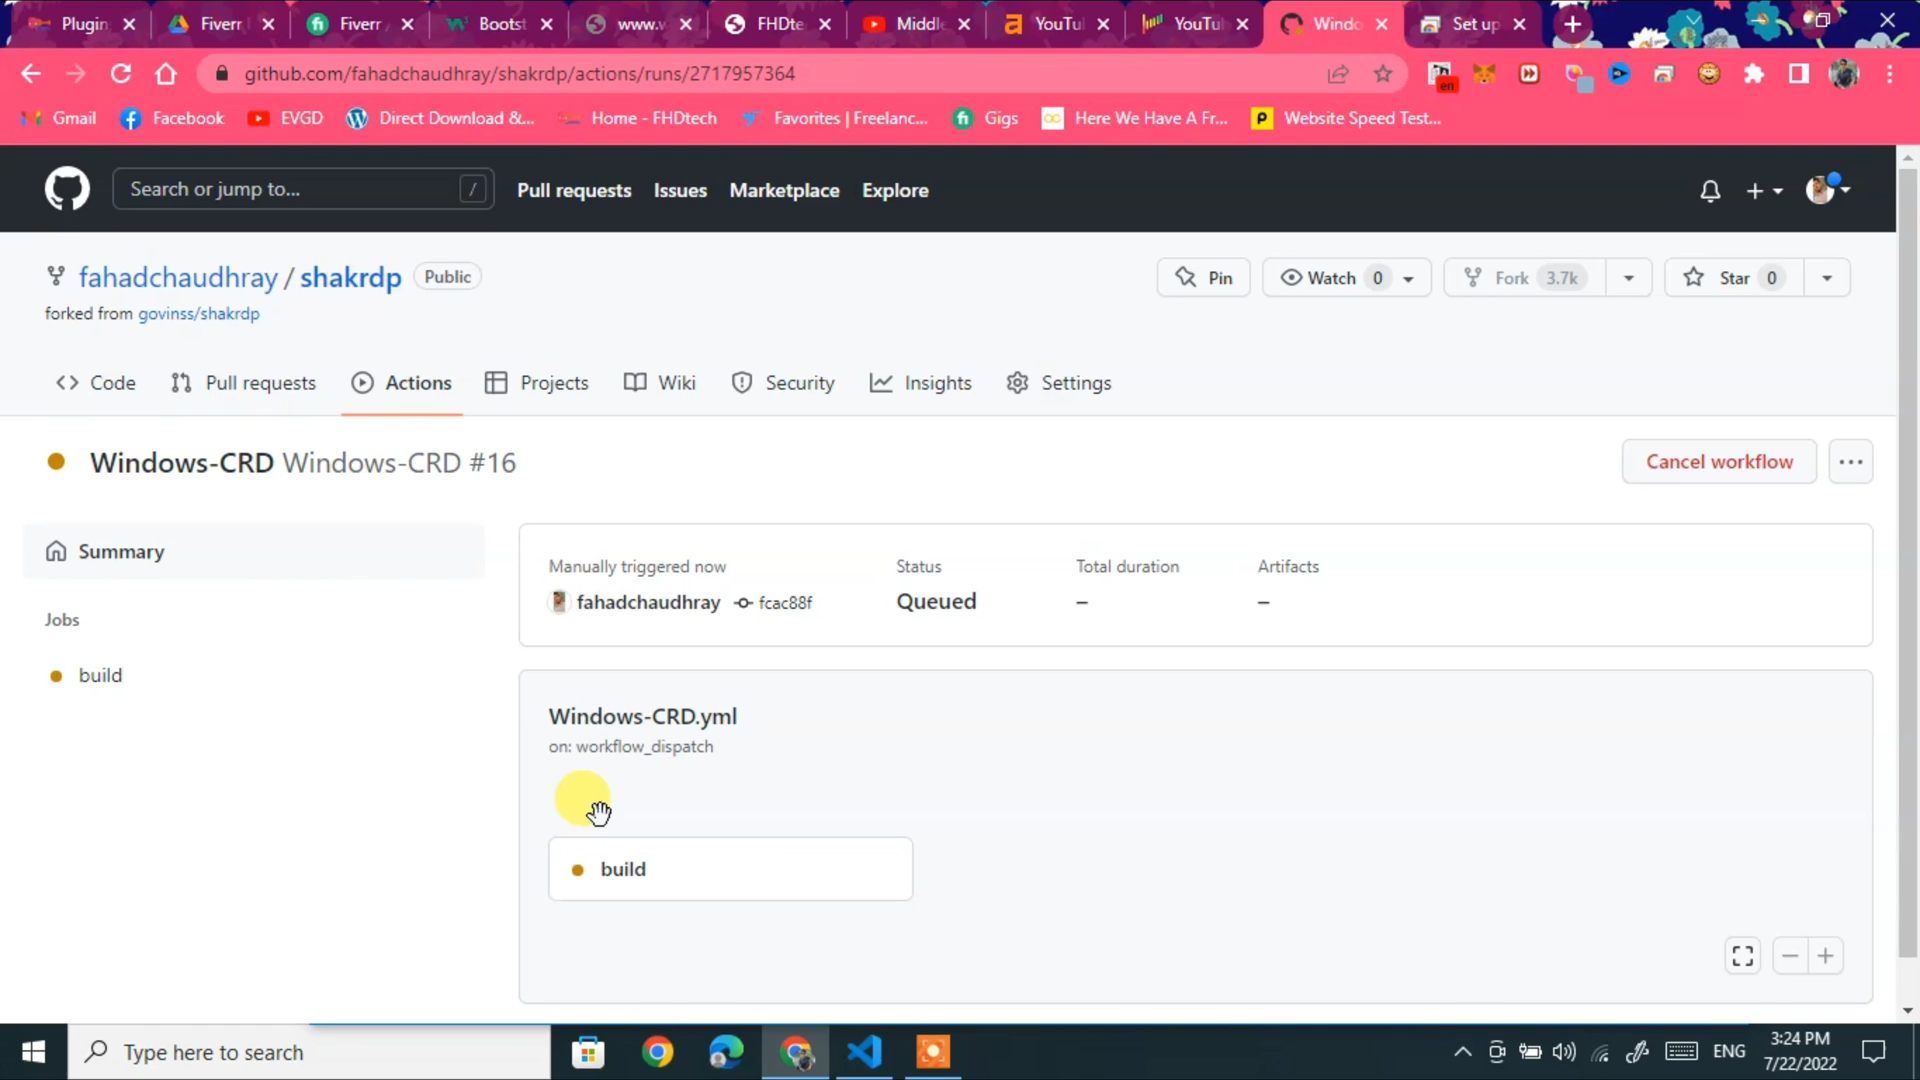 Plugin
Fiverr
Fiverr
Bootst
www.v
FHDte
Middl
YouTu
YouTu
Windo
Set up
github.com/fahadchaudhray/shakrdp/actions/runs/2717957364
en
Gmail
Facebook
EVGD
Direct Download &...
Home - FHDtech
Favorites | Freelanc...
Gigs
Here We Have A Fr...
Website Speed Test...
Search or jump to...
/
Pull requests
Issues
Marketplace
Explore
fahadchaudhray / shakrdp
Public
Pin
Watch 0
Fork 3.7k
Star 0
forked from govinss/shakrdp
Code
Pull requests
Actions
Projects
Wiki
Security
Insights
Settings
Windows-CRD Windows-CRD #16
Cancel workflow
Summary
Manually triggered now
Status
Total duration
Artifacts
fahadchaudhray fcac88f
Queued
–
–
Jobs
build
Windows-CRD.yml
on: workflow_dispatch
build
Type here to search
ENG
3:24 PM
7/22/2022